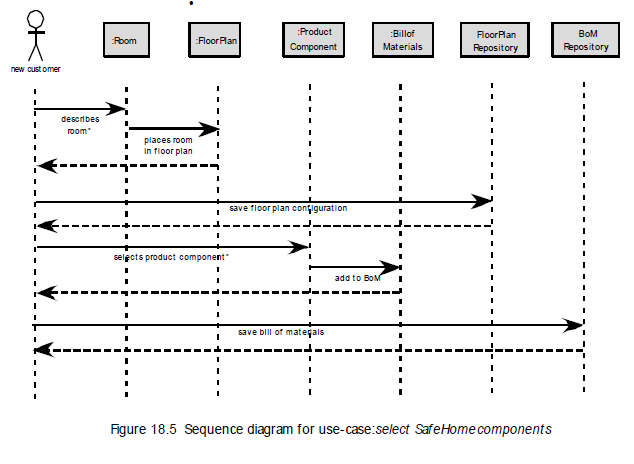 new customer
:Room
:FloorPlan
:Product
Component
:Billof
Materials
FloorPlan
Repository
BoM
Repository
describes
room*
places room
in floor plan
save floor plan configuration
selects product component*
add to BoM
save bill of materials
Figure 18.5 Sequence diagram for use-case:select SafeHome components